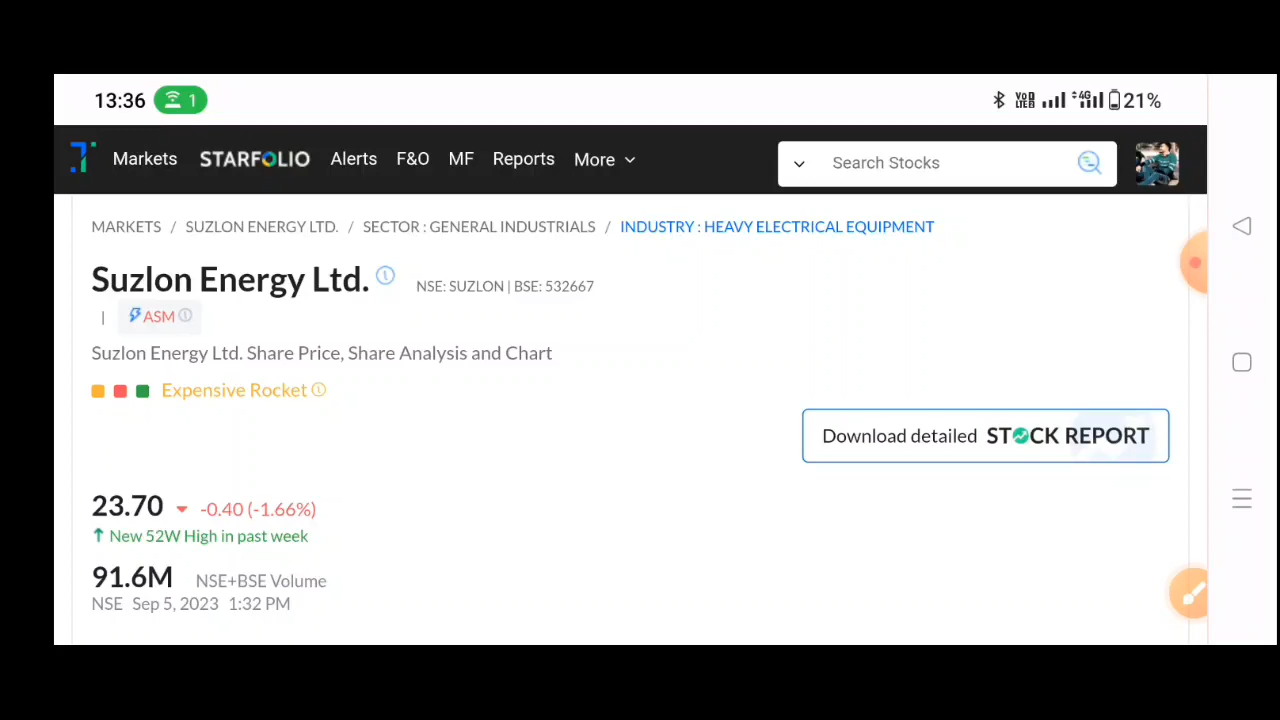 13:36 1 VoD LTEB 4G 21%
Markets STARFOLIO Alerts F&O MF Reports More Search Stocks
MARKETS / SUZLON ENERGY LTD. / SECTOR : GENERAL INDUSTRIALS / INDUSTRY : HEAVY ELECTRICAL EQUIPMENT
Suzlon Energy Ltd. NSE: SUZLON | BSE: 532667
| ASM
Suzlon Energy Ltd. Share Price, Share Analysis and Chart
Expensive Rocket
Download detailed STOCK REPORT
23.70 -0.40 (-1.66%)
New 52W High in past week
91.6M NSE+BSE Volume
NSE Sep 5, 2023 1:32 PM